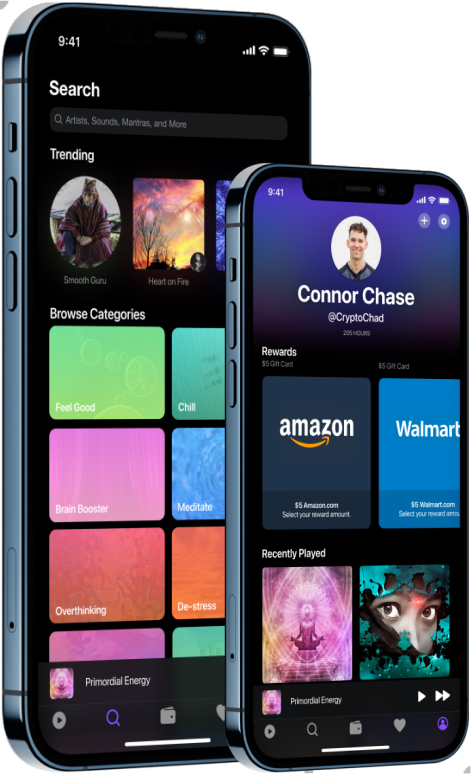 9:41
Search
Artists, Sounds, Mantras, and More
Trending
Smooth Guru
Heart on Fire
Browse Categories
Feel Good
Chill
Brain Booster
Meditate
Overthinking
De-stress
Primordial Energy
9:41
Connor Chase
@CryptoChad
205 HOURS
Rewards
$5 Gift Card
$5 Gift Card
amazon
Walmart
$5 Amazon.com
Select your reward amount.
$5 Walmart.com
Select your reward amou
Recently Played
Primordial Energy